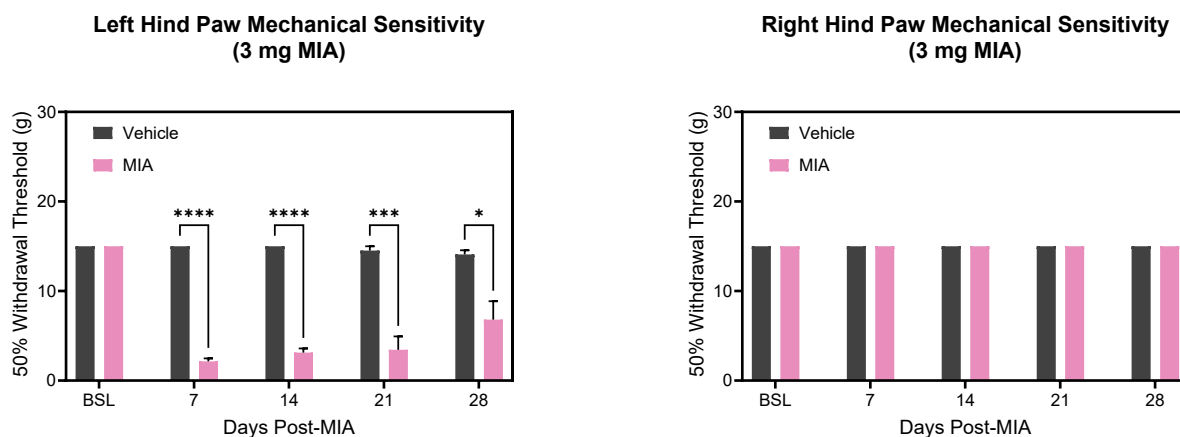 Left Hind Paw Mechanical Sensitivity
(3 mg MIA)
50% Withdrawal Threshold (g)
30
20
10
0
Vehicle
MIA
****
****
***
*
BSL
7
14
21
28
Days Post-MIA
Right Hind Paw Mechanical Sensitivity
(3 mg MIA)
50% Withdrawal Threshold (g)
30
20
10
0
Vehicle
MIA
BSL
7
14
21
28
Days Post-MIA